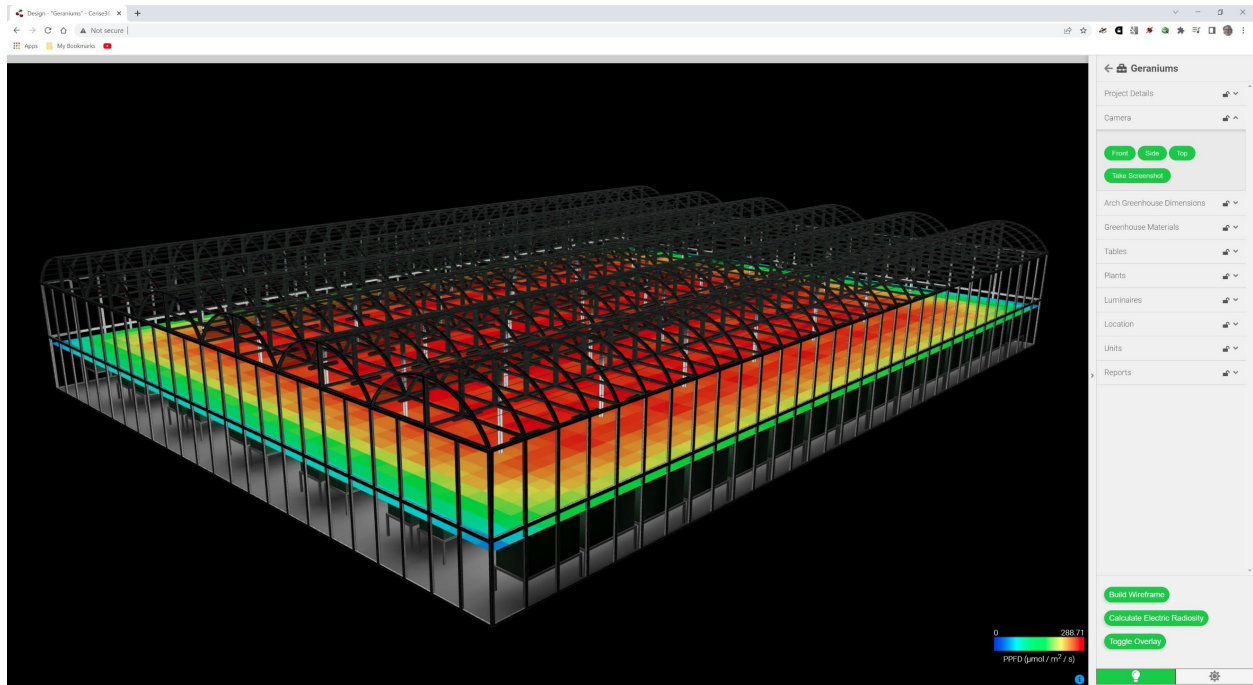 Design - "Geraniums" - Cerise3D
Not secure
Apps My Bookmarks
Geraniums
Project Details
Camera
Front Side Top
Take Screenshot
Arch Greenhouse Dimensions
Greenhouse Materials
Tables
Plants
Luminaires
Location
Units
Reports
Build Wireframe
Calculate Electric Radiosity
Toggle Overlay
0 288.71
PPFD (μmol / m² / s)